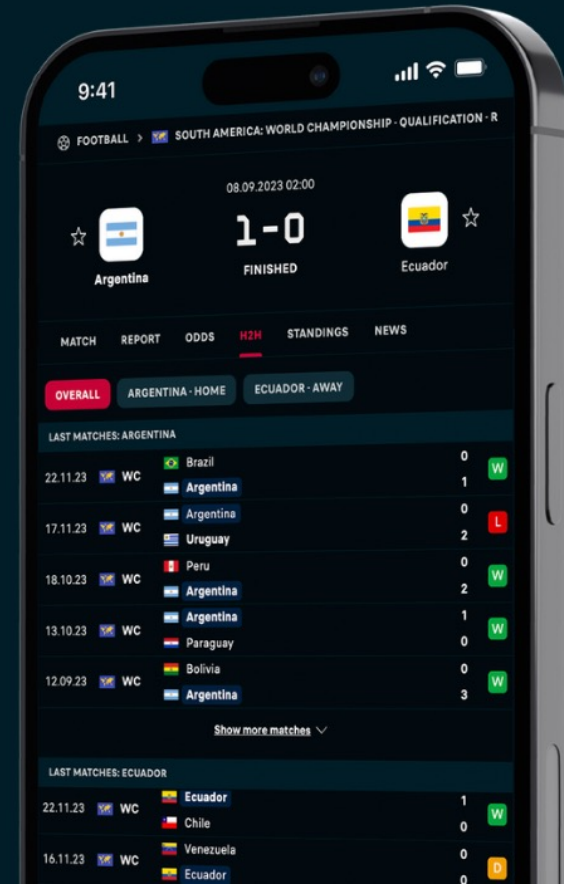 9:41
FOOTBALL > SOUTH AMERICA: WORLD CHAMPIONSHIP - QUALIFICATION - R
08.09.2023 02:00
1-0
FINISHED
Argentina
Ecuador
MATCH REPORT ODDS H2H STANDINGS NEWS
OVERALL ARGENTINA - HOME ECUADOR - AWAY
LAST MATCHES: ARGENTINA
22.11.23 WC Brazil 0 W
Argentina 1
17.11.23 WC Argentina 0 L
Uruguay 2
18.10.23 WC Peru 0 W
Argentina 2
13.10.23 WC Argentina 1 W
Paraguay 0
12.09.23 WC Bolivia 0 W
Argentina 3
Show more matches
LAST MATCHES: ECUADOR
22.11.23 WC Ecuador 1 W
Chile 0
16.11.23 WC Venezuela 0 D
Ecuador 0